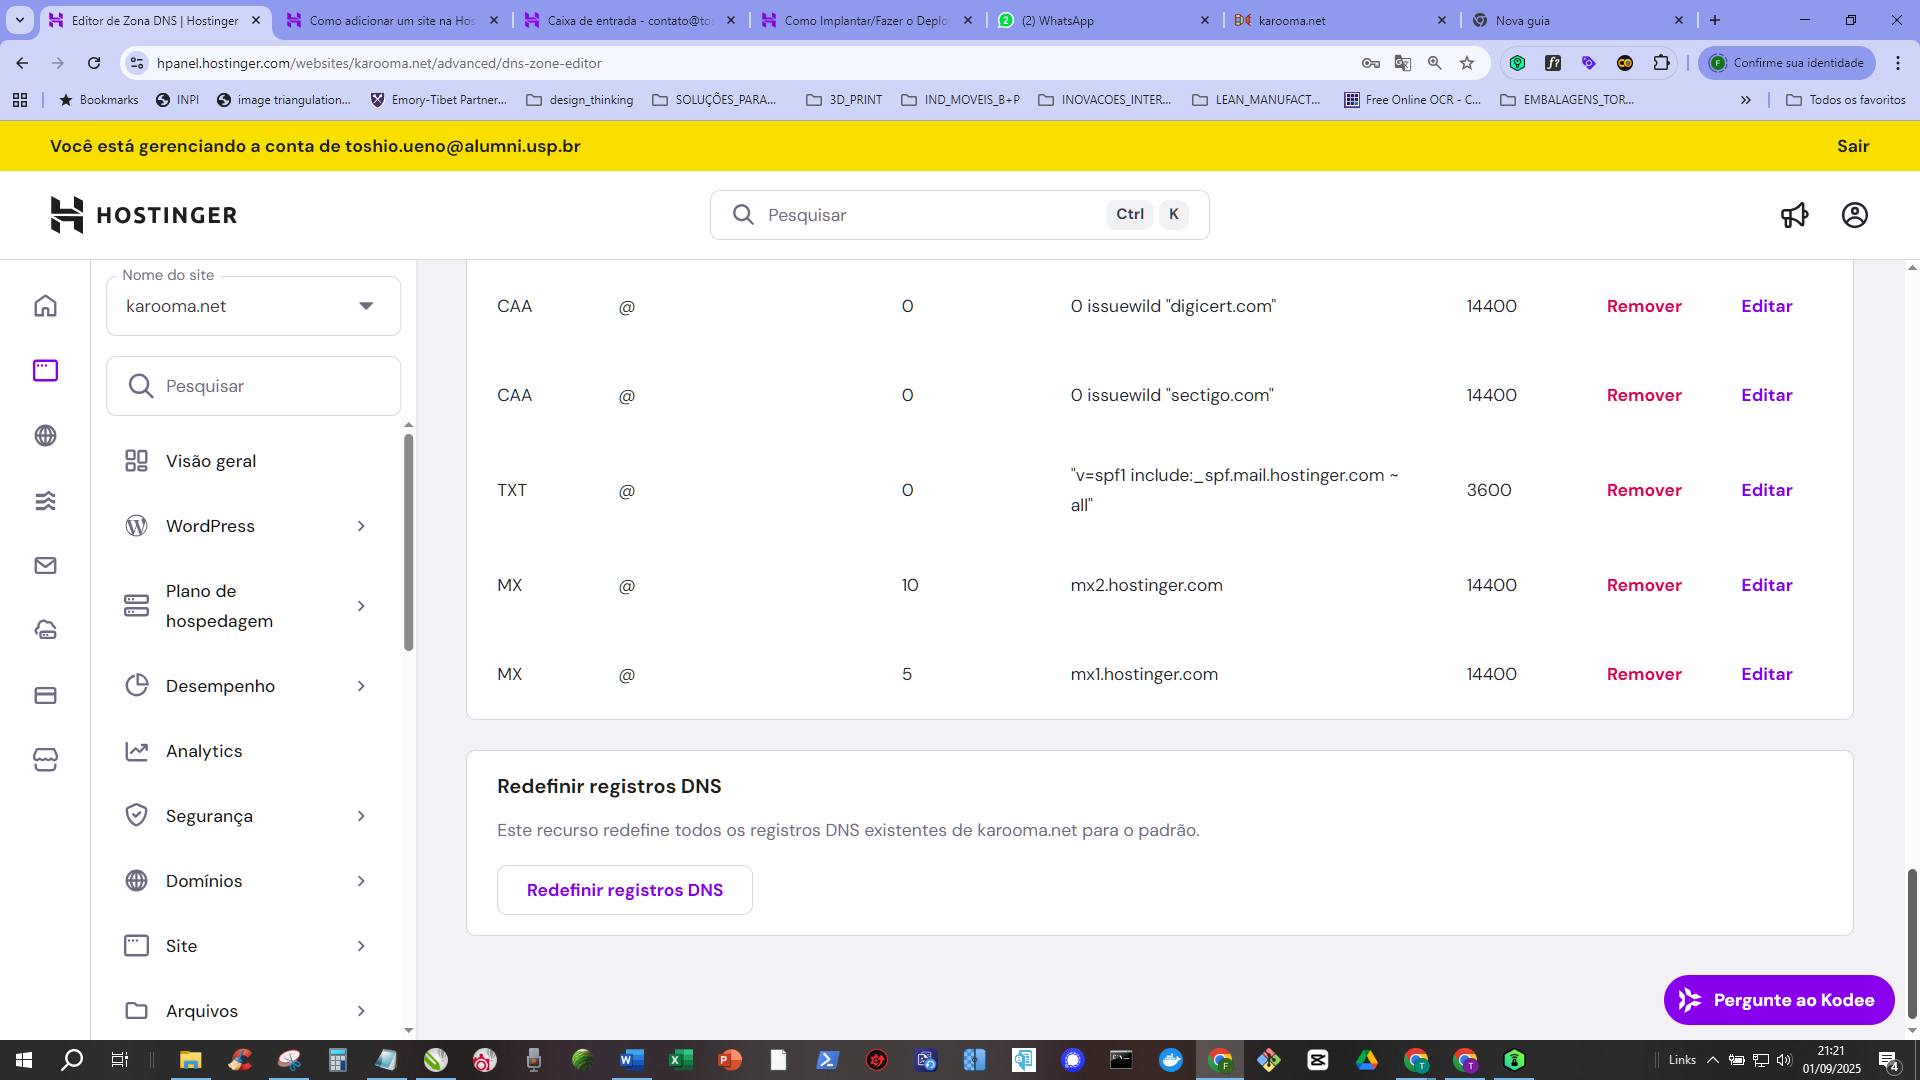 Editor de Zona DNS | Hostinger
Como adicionar um site na Hos
Caixa de entrada - contato@to
Como Implantar/Fazer o Deplo
(2) WhatsApp
karooma.net
Nova guia
hpanel.hostinger.com/websites/karooma.net/advanced/dns-zone-editor
Confirme sua identidade
Bookmarks
INPI
image triangulation...
Emory-Tibet Partner...
design_thinking
SOLUÇÕES_PARA...
3D_PRINT
IND_MOVEIS_B+P
INOVACOES_INTER...
LEAN_MANUFACT...
Free Online OCR - C...
EMBALAGENS_TOR...
Todos os favoritos
Você está gerenciando a conta de toshio.ueno@alumni.usp.br
Sair
HOSTINGER
Pesquisar
Ctrl
K
Nome do site
karooma.net
Pesquisar
Visão geral
WordPress
Plano de
hospedagem
Desempenho
Analytics
Segurança
Domínios
Site
Arquivos
CAA @ 0 0 issuewild "digicert.com" 14400 Remover Editar
CAA @ 0 0 issuewild "sectigo.com" 14400 Remover Editar
TXT @ 0 "v=spf1 include:_spf.mail.hostinger.com ~
all" 3600 Remover Editar
MX @ 10 mx2.hostinger.com 14400 Remover Editar
MX @ 5 mx1.hostinger.com 14400 Remover Editar
Redefinir registros DNS
Este recurso redefine todos os registros DNS existentes de karooma.net para o padrão.
Redefinir registros DNS
Pergunte ao Kodee
Links
21:21
01/09/2025
4